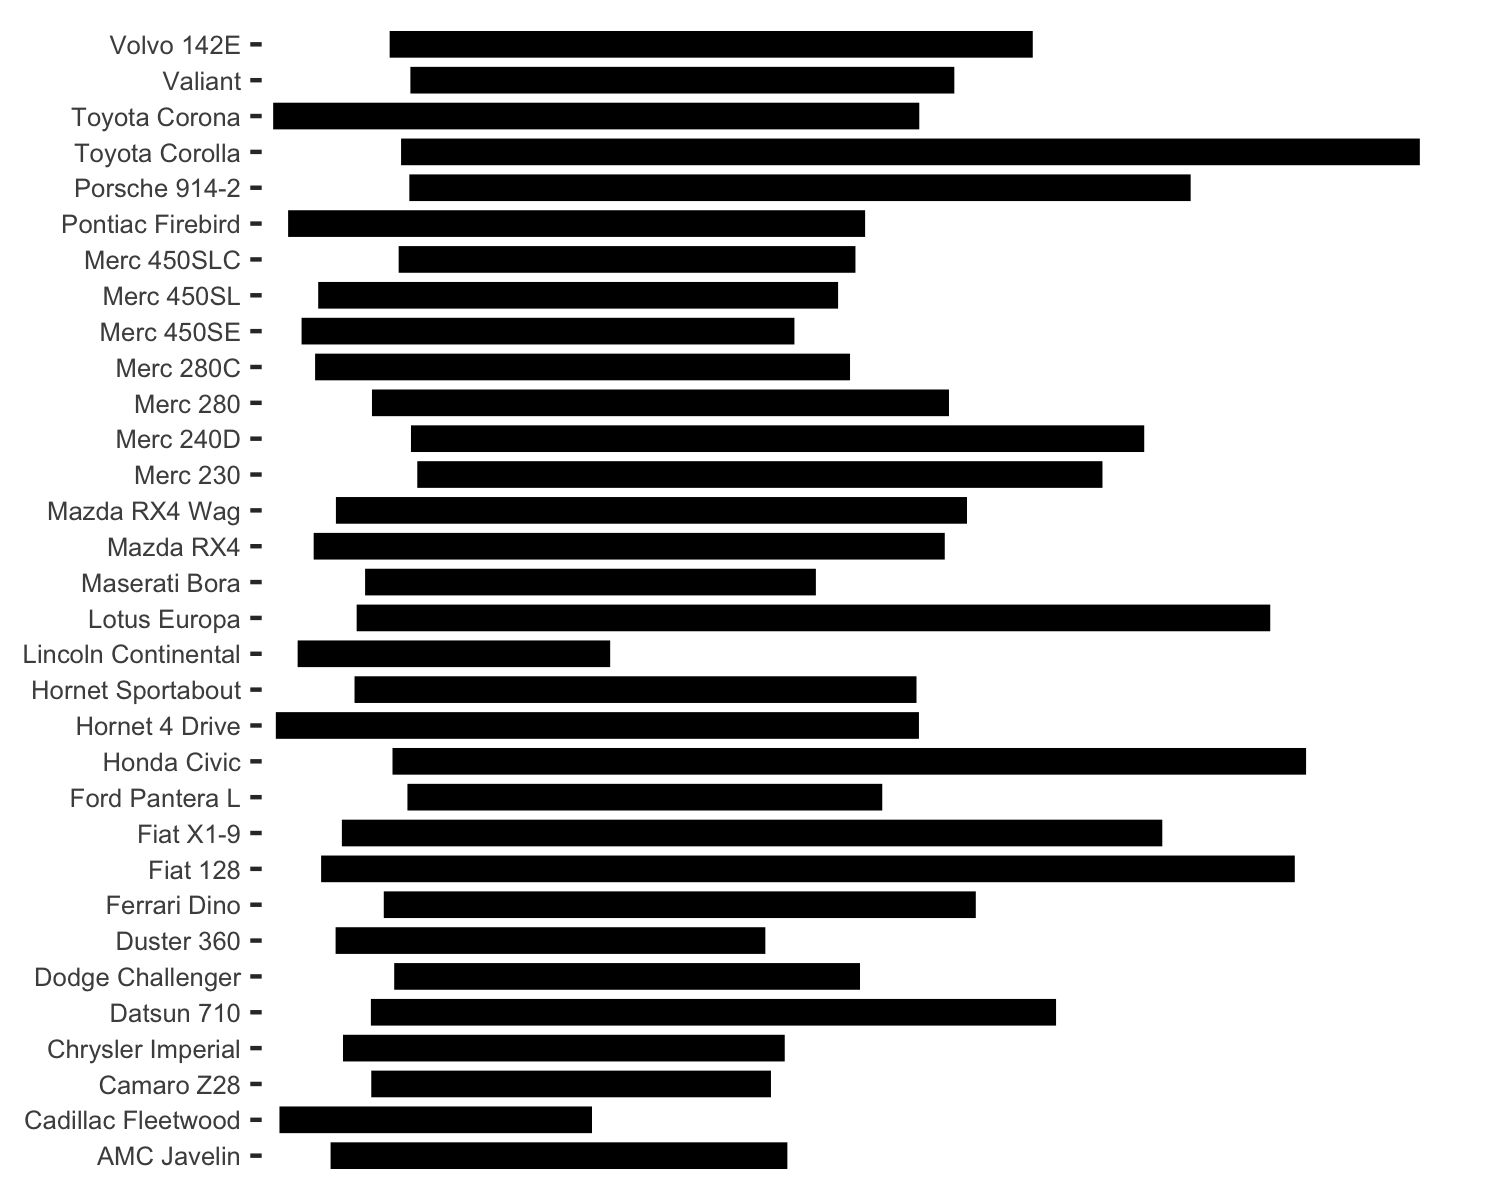 Volvo 142E
Valiant
Toyota Corona
Toyota Corolla
Porsche 914-2
Pontiac Firebird
Merc 450SLC
Merc 450SL
Merc 450SE
Merc 280C
Merc 280
Merc 240D
Merc 230
Mazda RX4 Wag
Mazda RX4
Maserati Bora
Lotus Europa
Lincoln Continental
Hornet Sportabout
Hornet 4 Drive
Honda Civic
Ford Pantera L
Fiat X1-9
Fiat 128
Ferrari Dino
Duster 360
Dodge Challenger
Datsun 710
Chrysler Imperial
Camaro Z28
Cadillac Fleetwood
AMC Javelin